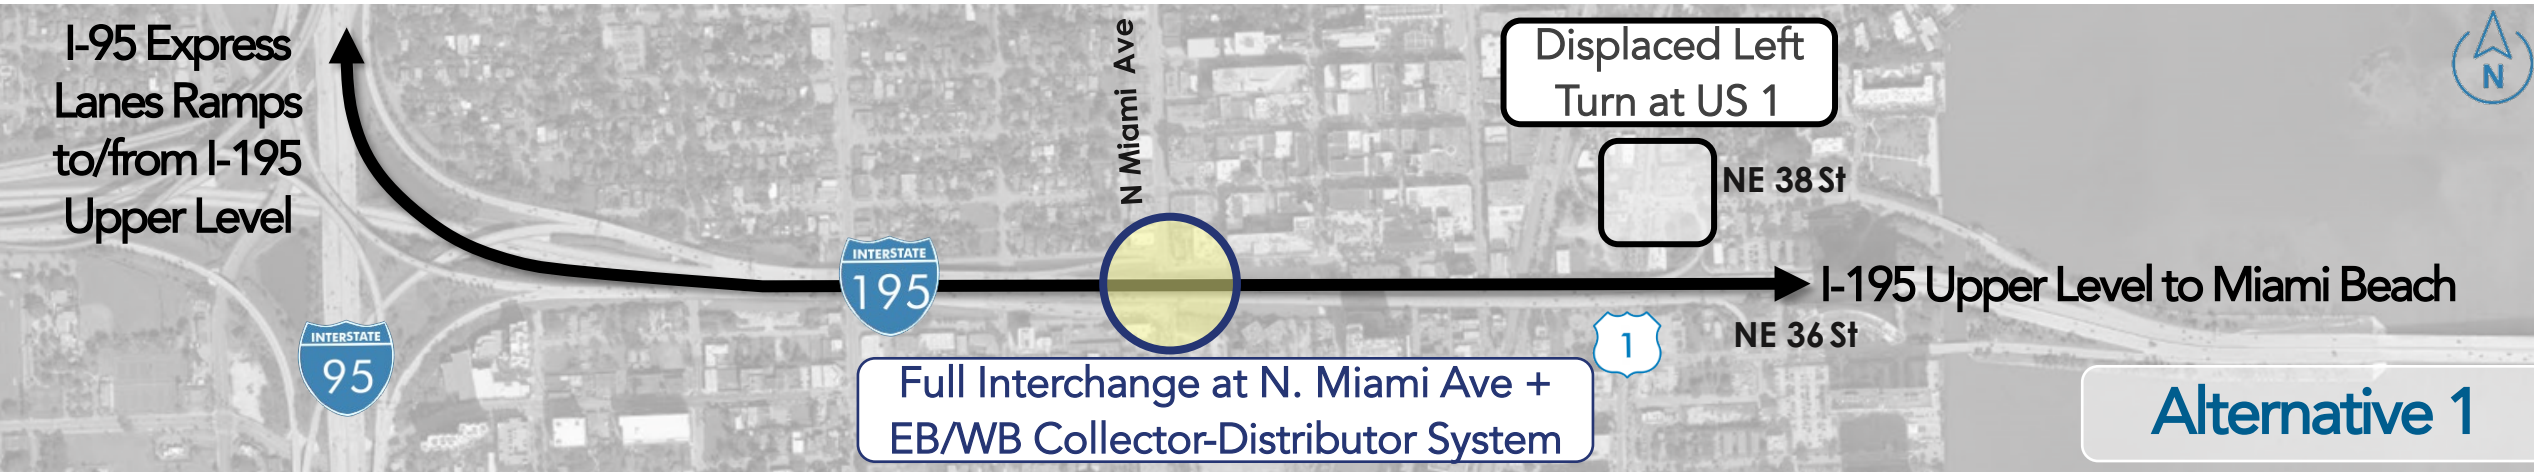 I-95 Express
Lanes Ramps
to/from I-195
Upper Level
N Miami Ave
Displaced Left
Turn at US 1
N
NE 38 St
INTERSTATE
195
I-195 Upper Level to Miami Beach
INTERSTATE
95
1
NE 36 St
Full Interchange at N. Miami Ave +
EB/WB Collector-Distributor System
Alternative 1